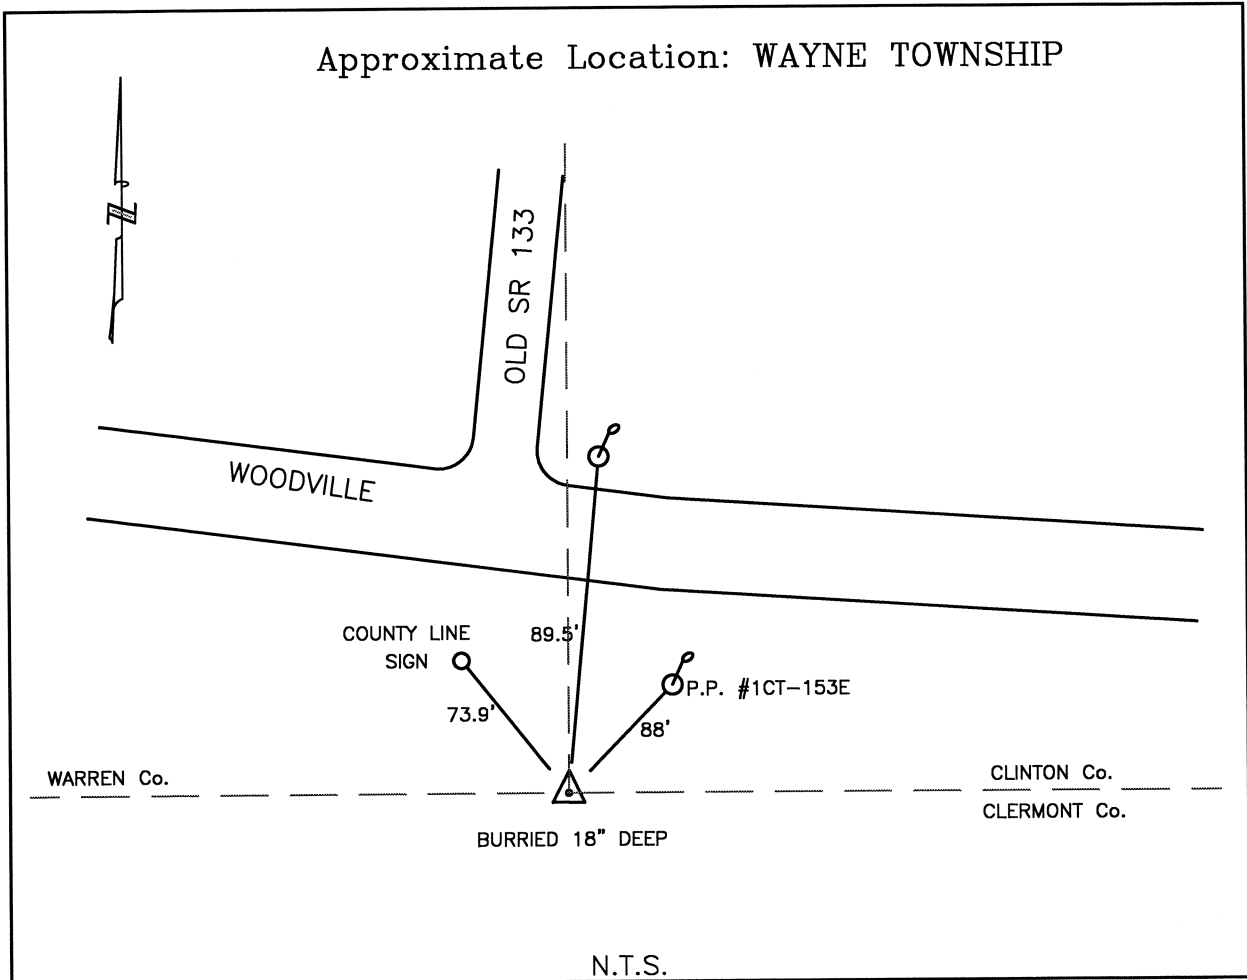 Approximate Location: WAYNE TOWNSHIP
N
OLD SR 133
WOODVILLE
COUNTY LINE
SIGN
89.5'
73.9'
P.P. #1CT-153E
88'
WARREN Co.
CLINTON Co.
CLERMONT Co.
BURRIED 18" DEEP
N.T.S.